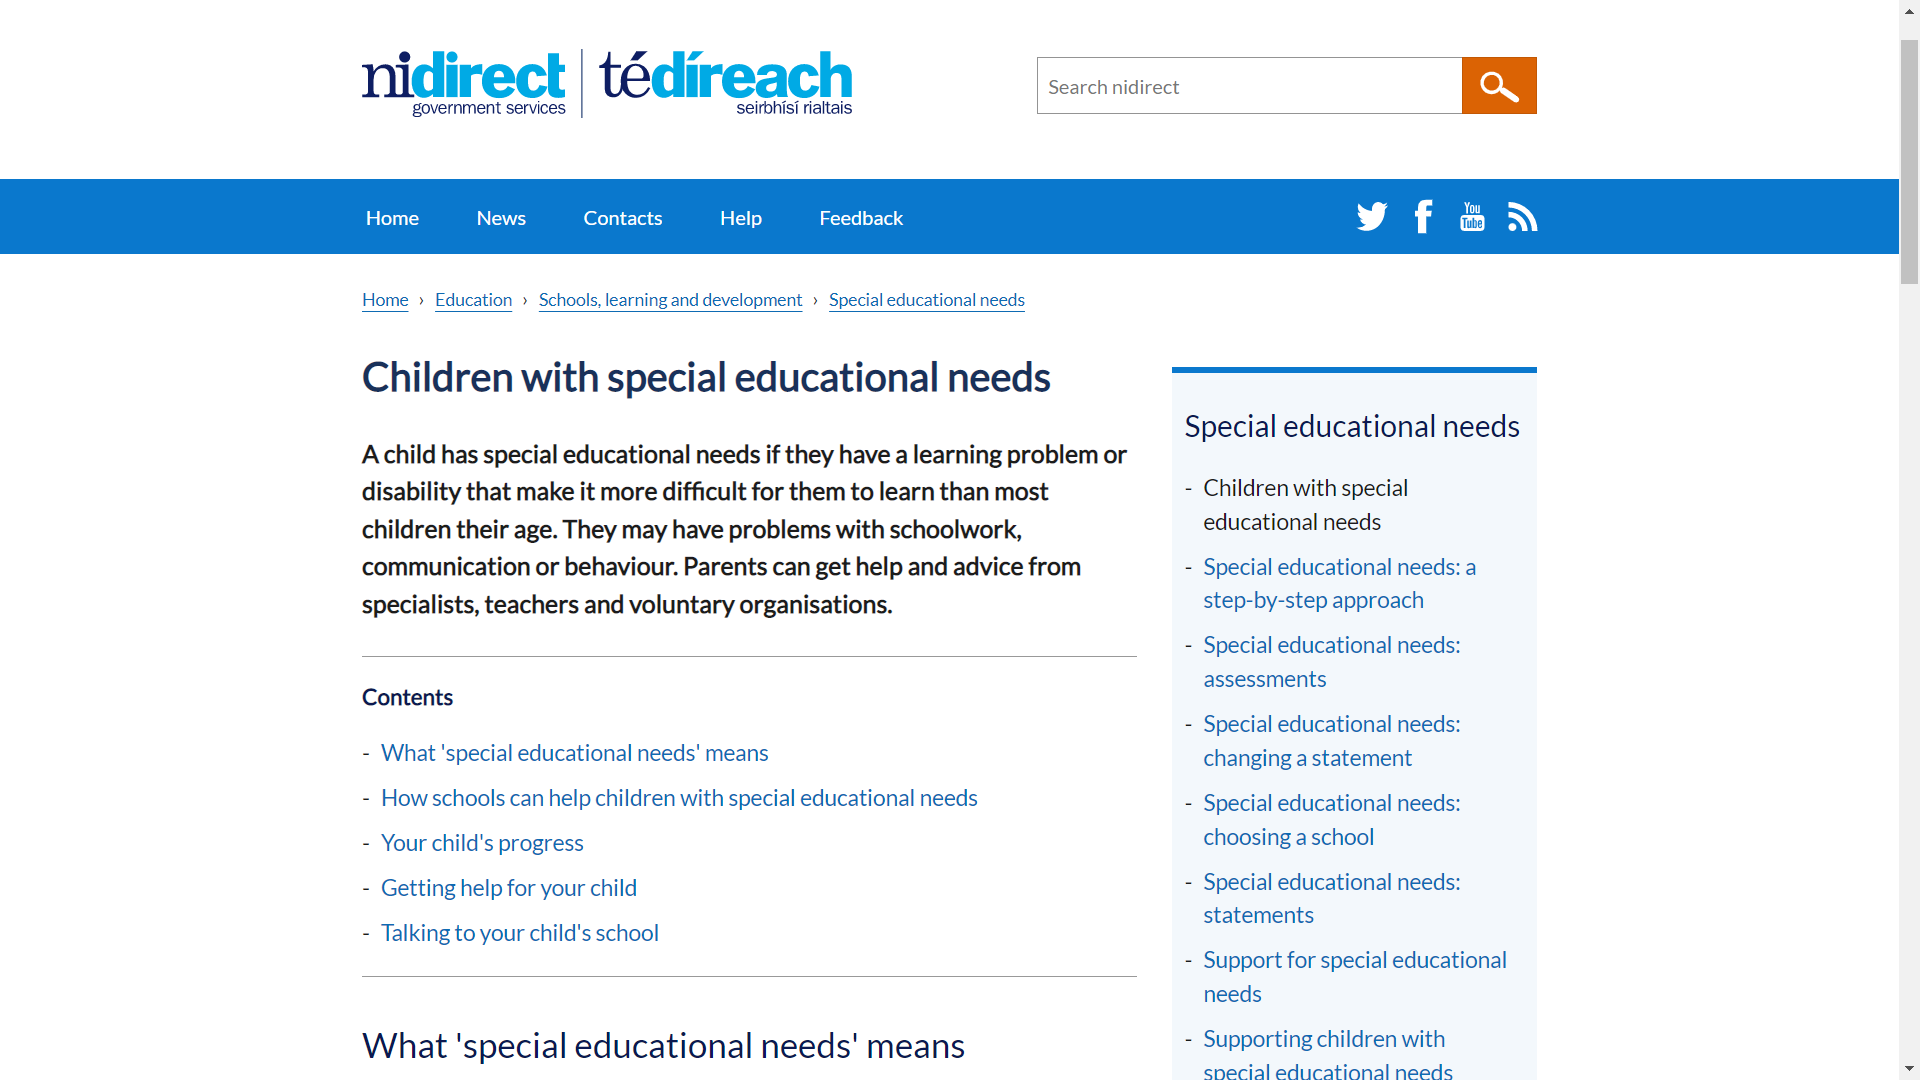 nidirect
government services
tédíreach
seirbhísí rialtais
Search nidirect
Home
News
Contacts
Help
Feedback
You
Tube
Home › Education › Schools, learning and development › Special educational needs
Children with special educational needs
A child has special educational needs if they have a learning problem or
disability that make it more difficult for them to learn than most
children their age. They may have problems with schoolwork,
communication or behaviour. Parents can get help and advice from
specialists, teachers and voluntary organisations.
Contents
- What 'special educational needs' means
- How schools can help children with special educational needs
- Your child's progress
- Getting help for your child
- Talking to your child's school
What 'special educational needs' means
Special educational needs
- Children with special
educational needs
- Special educational needs: a
step-by-step approach
- Special educational needs:
assessments
- Special educational needs:
changing a statement
- Special educational needs:
choosing a school
- Special educational needs:
statements
- Support for special educational
needs
- Supporting children with
special educational needs